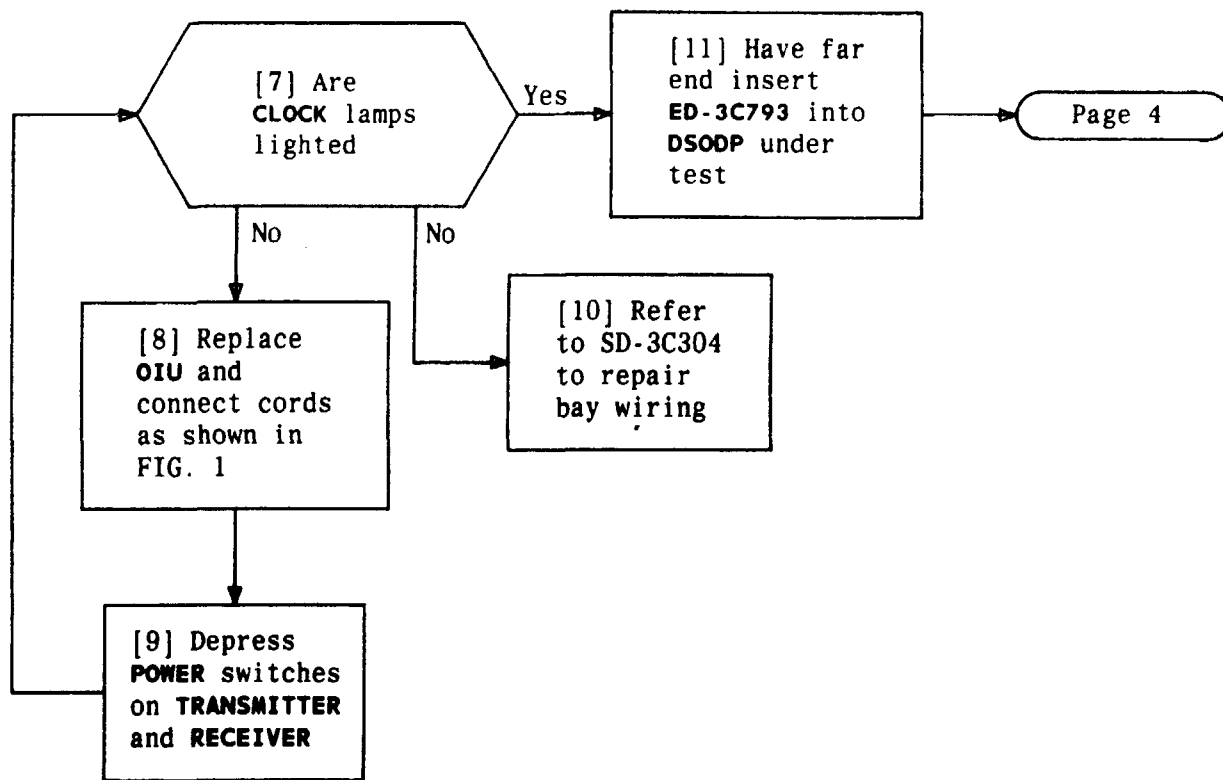 [7] Are
CLOCK lamps
lighted
Yes
[11] Have far
end insert
ED-3C793 into
DSODP under
test
Page 4
No
No
[8] Replace
OIU and
connect cords
as shown in
FIG. 1
[10] Refer
to SD-3C304
to repair
bay wiring
[9] Depress
POWER switches
on TRANSMITTER
and RECEIVER